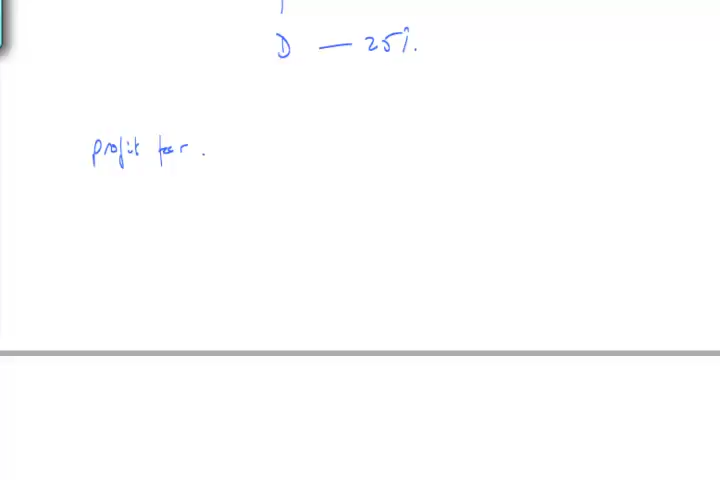 D — 25%.
profit for .